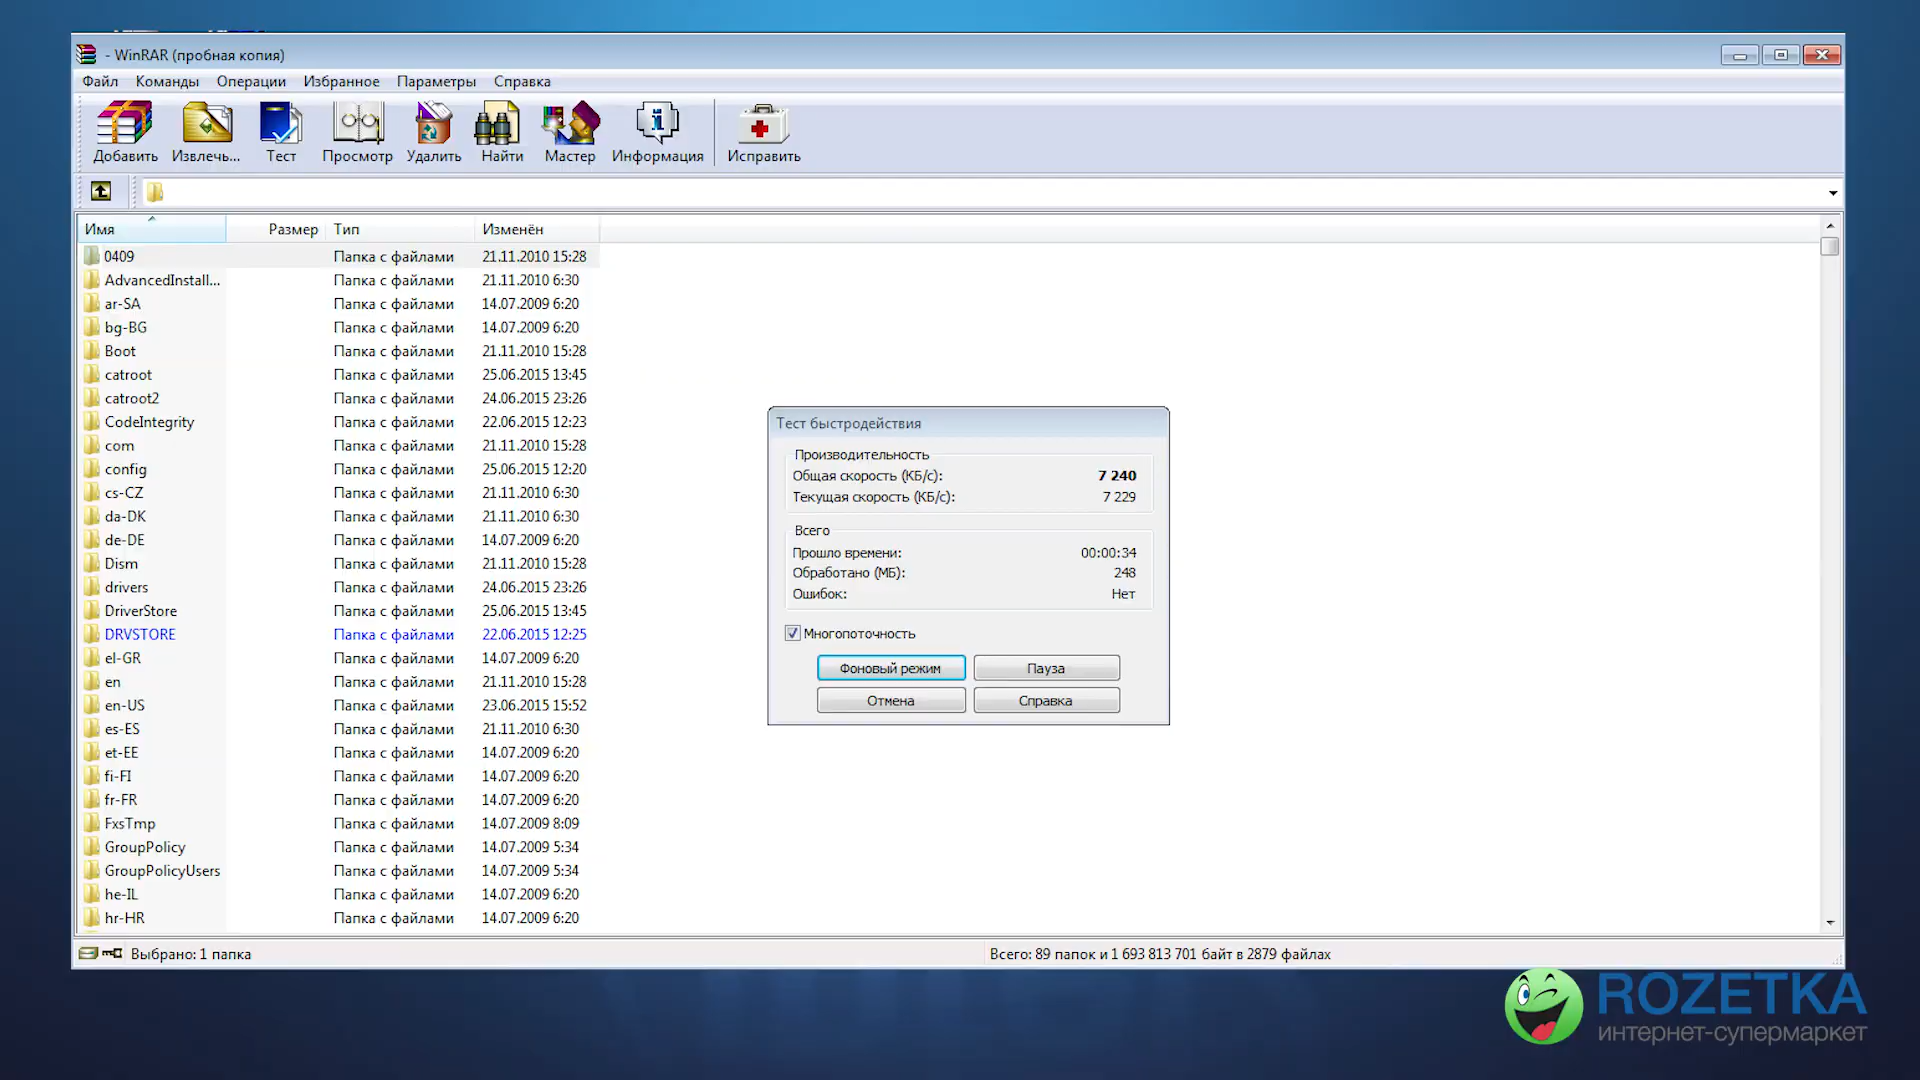 - WinRAR (пробная копия)
Файл Команды Операции Избранное Параметры Справка
Добавить Извлечь... Тест Просмотр Удалить Найти Мастер Информация Исправить
Имя Размер Тип Изменён
0409 Папка с файлами 21.11.2010 15:28
AdvancedInstall... Папка с файлами 21.11.2010 6:30
ar-SA Папка с файлами 14.07.2009 6:20
bg-BG Папка с файлами 14.07.2009 6:20
Boot Папка с файлами 21.11.2010 15:28
catroot Папка с файлами 25.06.2015 13:45
catroot2 Папка с файлами 24.06.2015 23:26
CodeIntegrity Папка с файлами 22.06.2015 12:23
com Папка с файлами 21.11.2010 15:28
config Папка с файлами 25.06.2015 12:20
cs-CZ Папка с файлами 21.11.2010 6:30
da-DK Папка с файлами 21.11.2010 6:30
de-DE Папка с файлами 14.07.2009 6:20
Dism Папка с файлами 21.11.2010 15:28
drivers Папка с файлами 24.06.2015 23:26
DriverStore Папка с файлами 25.06.2015 13:45
DRVSTORE Папка с файлами 22.06.2015 12:25
el-GR Папка с файлами 14.07.2009 6:20
en Папка с файлами 21.11.2010 15:28
en-US Папка с файлами 23.06.2015 15:52
es-ES Папка с файлами 21.11.2010 6:30
et-EE Папка с файлами 14.07.2009 6:20
fi-FI Папка с файлами 14.07.2009 6:20
fr-FR Папка с файлами 14.07.2009 6:20
FxsTmp Папка с файлами 14.07.2009 8:09
GroupPolicy Папка с файлами 14.07.2009 5:34
GroupPolicyUsers Папка с файлами 14.07.2009 5:34
he-IL Папка с файлами 14.07.2009 6:20
hr-HR Папка с файлами 14.07.2009 6:20
Тест быстродействия
Производительность
Общая скорость (КБ/с): 7 240
Текущая скорость (КБ/с): 7 229
Всего
Прошло времени: 00:00:34
Обработано (МБ): 248
Ошибок: Нет
Многопоточность
Фоновый режим Пауза
Отмена Справка
Выбрано: 1 папка Всего: 89 папок и 1 693 813 701 байт в 2879 файлах
ROZETKA
интернет-супермаркет